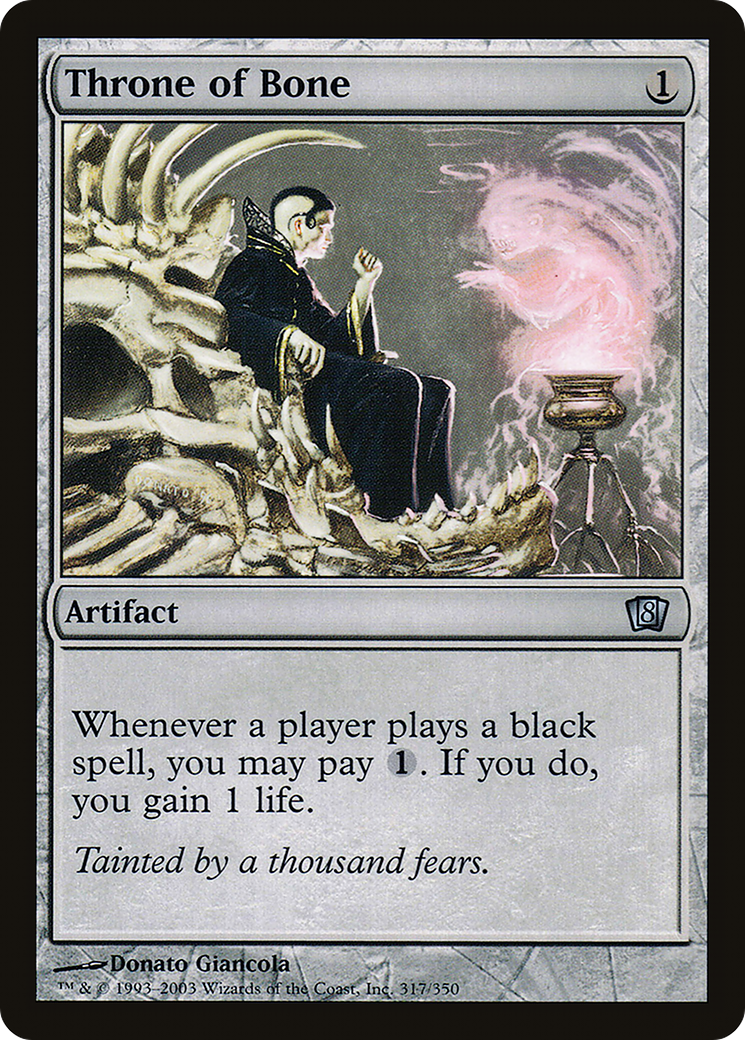 Throne of Bone 1
Artifact 8
Whenever a player plays a black
spell, you may pay 1. If you do,
you gain 1 life.
Tainted by a thousand fears.
Donato Giancola
™ & © 1993–2003 Wizards of the Coast, Inc. 317/350